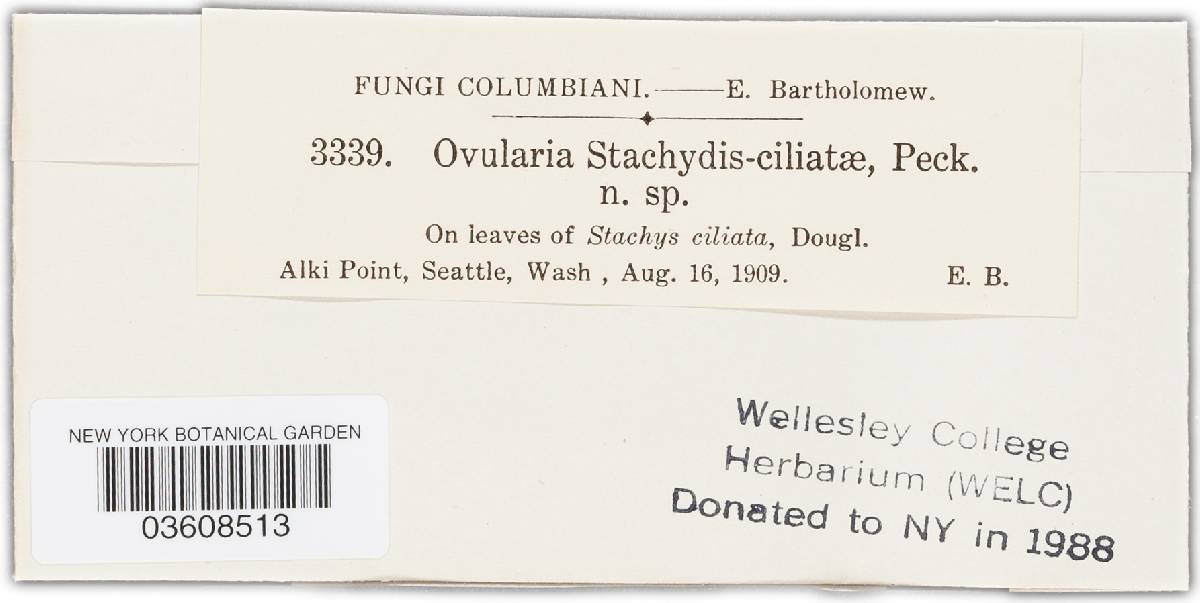 FUNGI COLUMBIANI.——E. Bartholomew.
3339. Ovularia Stachydis-ciliatæ, Peck.
n. sp.
On leaves of Stachys ciliata, Dougl.
Alki Point, Seattle, Wash , Aug. 16, 1909. E. B.
NEW YORK BOTANICAL GARDEN
03608513
Wellesley College
Herbarium (WELC)
Donated to NY in 1988